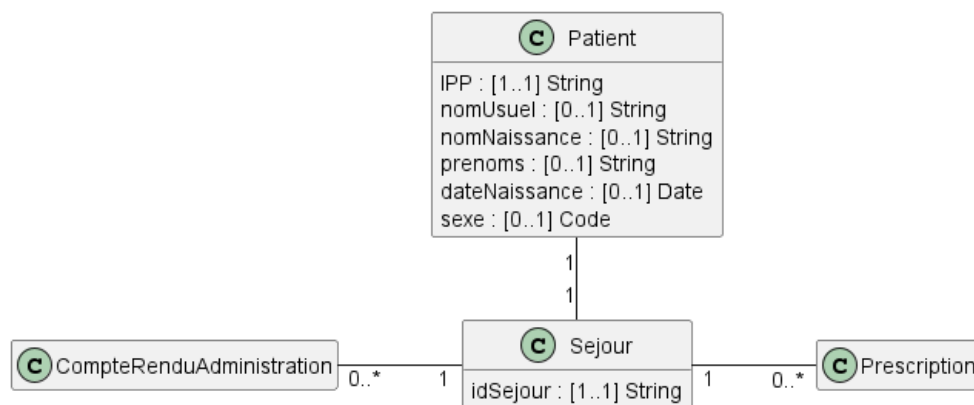 C Patient
IPP : [1..1] String
nomUsuel : [0..1] String
nomNaissance : [0..1] String
prenoms : [0..1] String
dateNaissance : [0..1] Date
sexe : [0..1] Code
1
1
C CompteRenduAdministration
0..*
1
C Sejour
idSejour : [1..1] String
1
0..*
C Prescription